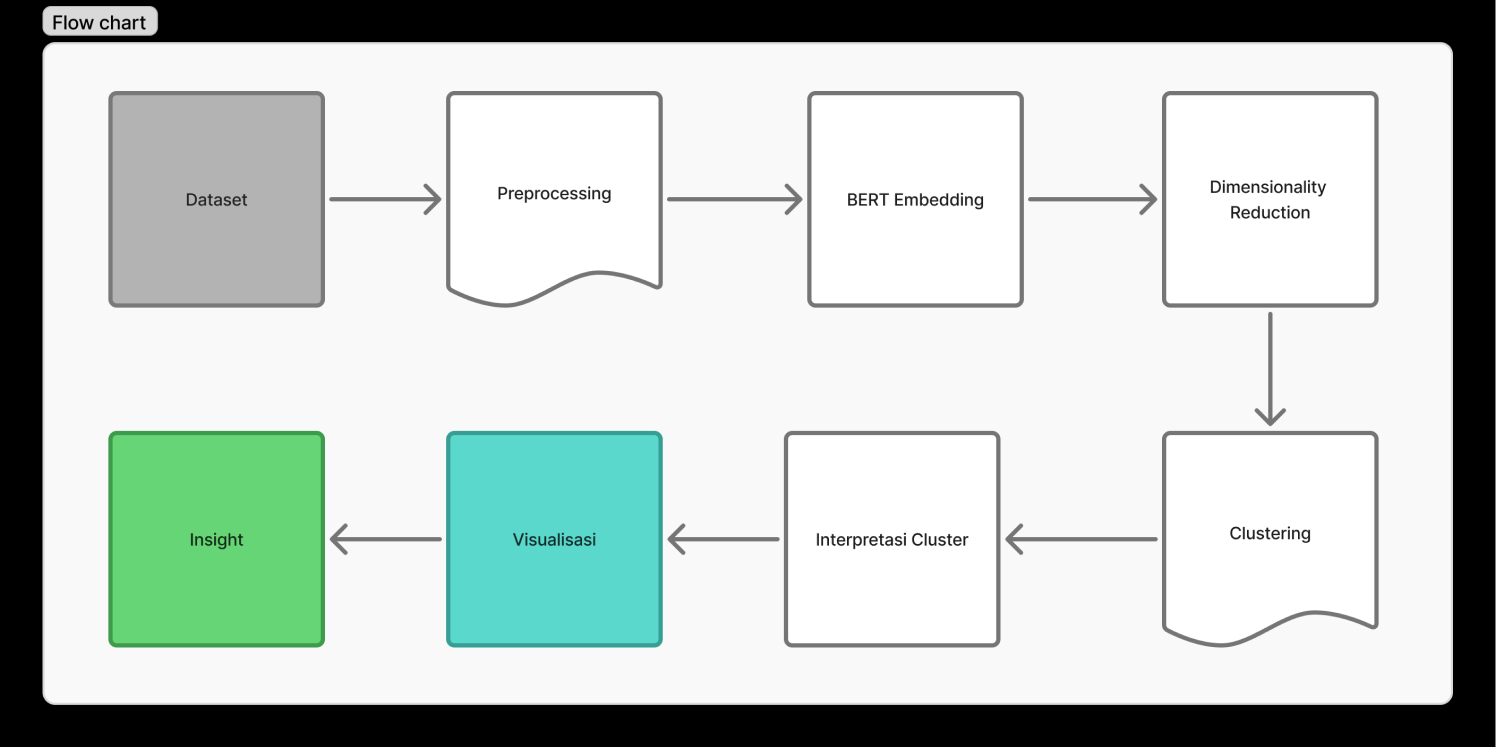 Flow chart
Dataset
Preprocessing
BERT Embedding
Dimensionality
Reduction
Insight
Visualisasi
Interpretasi Cluster
Clustering